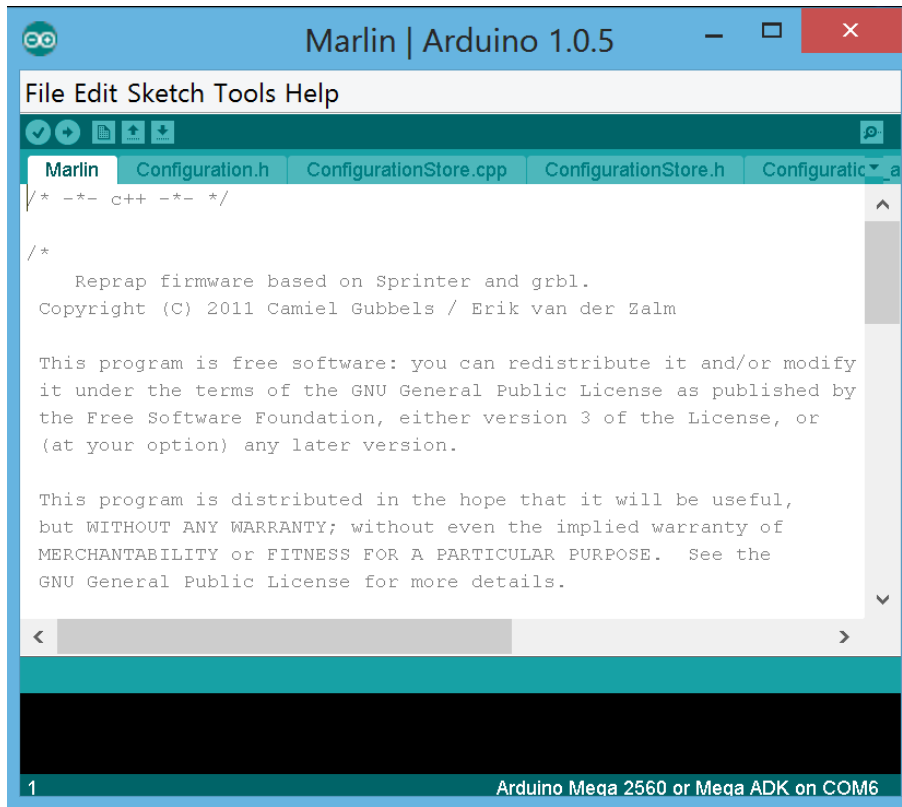 Marlin | Arduino 1.0.5
File Edit Sketch Tools Help
Marlin Configuration.h ConfigurationStore.cpp ConfigurationStore.h Configuratic a
/* -*- c++ -*- */
/*
Reprap firmware based on Sprinter and grbl.
Copyright (C) 2011 Camiel Gubbels / Erik van der Zalm
This program is free software: you can redistribute it and/or modify
it under the terms of the GNU General Public License as published by
the Free Software Foundation, either version 3 of the License, or
(at your option) any later version.
This program is distributed in the hope that it will be useful,
but WITHOUT ANY WARRANTY; without even the implied warranty of
MERCHANTABILITY or FITNESS FOR A PARTICULAR PURPOSE.  See the
GNU General Public License for more details.
1 Arduino Mega 2560 or Mega ADK on COM6